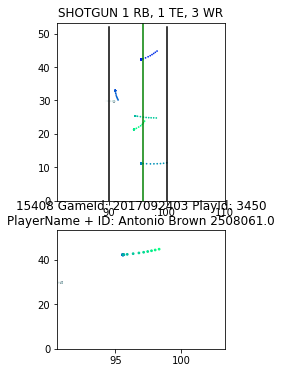 SHOTGUN 1 RB, 1 TE, 3 WR
50
40
30
20
10
0
90 100 110
15408 GameId: 2017092403 PlayId: 3450
PlayerName + ID: Antonio Brown 2508061.0
40
20
0
95 100